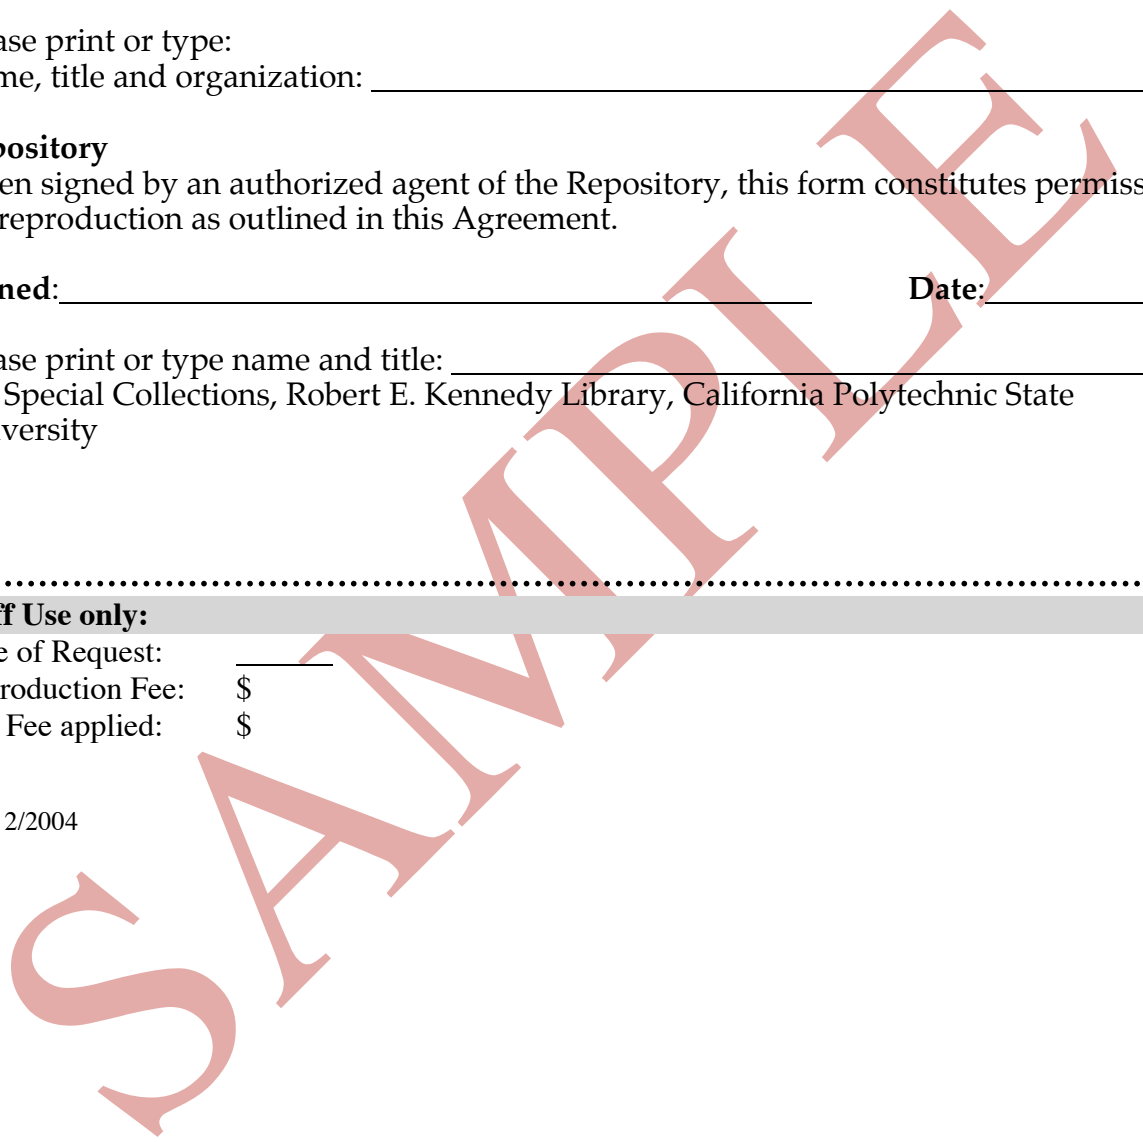 ase print or type:
me, title and organization:
pository
en signed by an authorized agent of the Repository, this form constitutes permiss
reproduction as outlined in this Agreement.
ned: Date:
ase print or type name and title:
Special Collections, Robert E. Kennedy Library, California Polytechnic State
versity
ff Use only:
e of Request:
roduction Fee: $
Fee applied: $
2/2004
SAMPLE